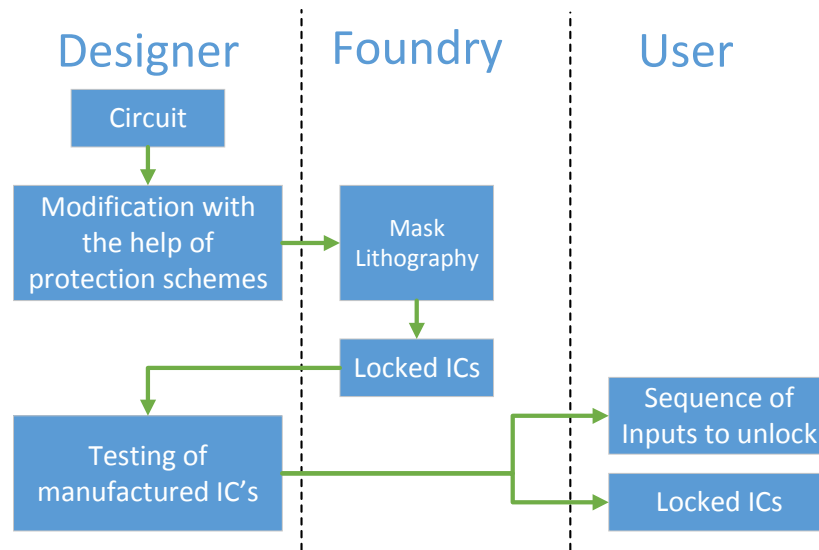 Designer
Foundry
User
Circuit
Modification with
the help of
protection schemes
Mask
Lithography
Locked ICs
Testing of
manufactured IC’s
Sequence of
Inputs to unlock
Locked ICs